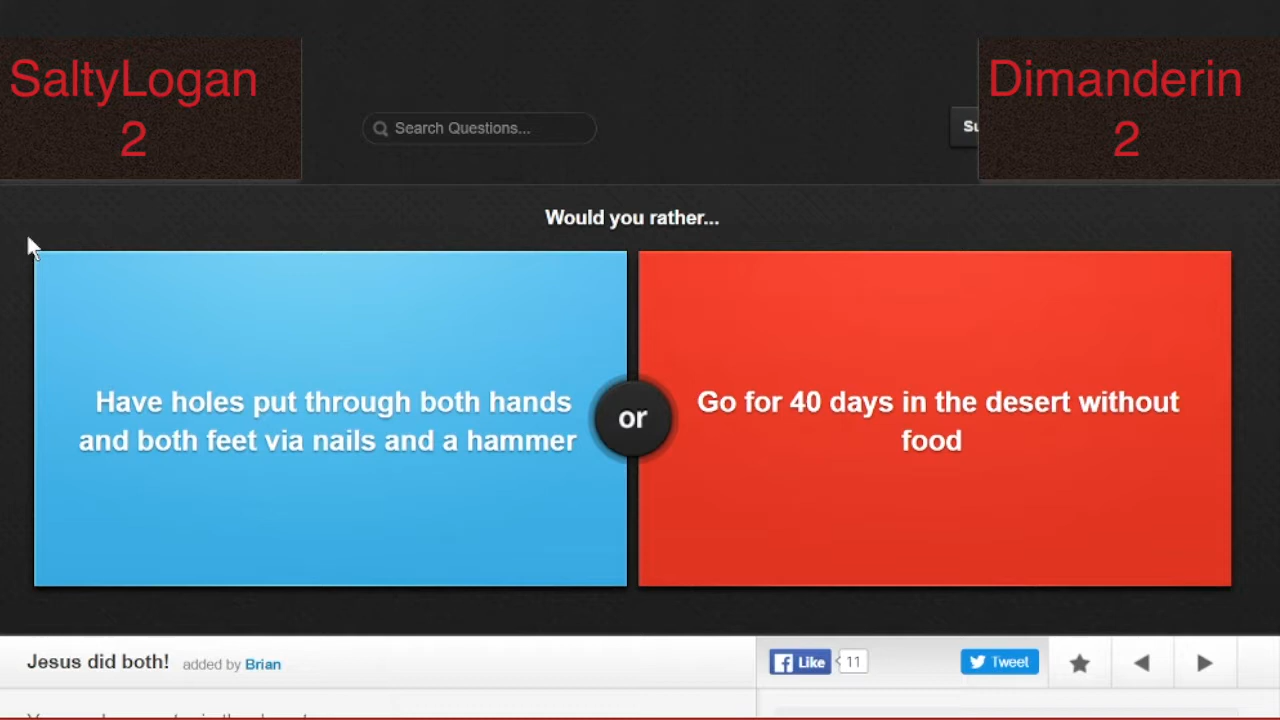 SaltyLogan
2
Dimanderin
2
Search Questions...
Would you rather...
Have holes put through both hands
and both feet via nails and a hammer
or
Go for 40 days in the desert without
food
Jesus did both! added by Brian
Like 11
Tweet